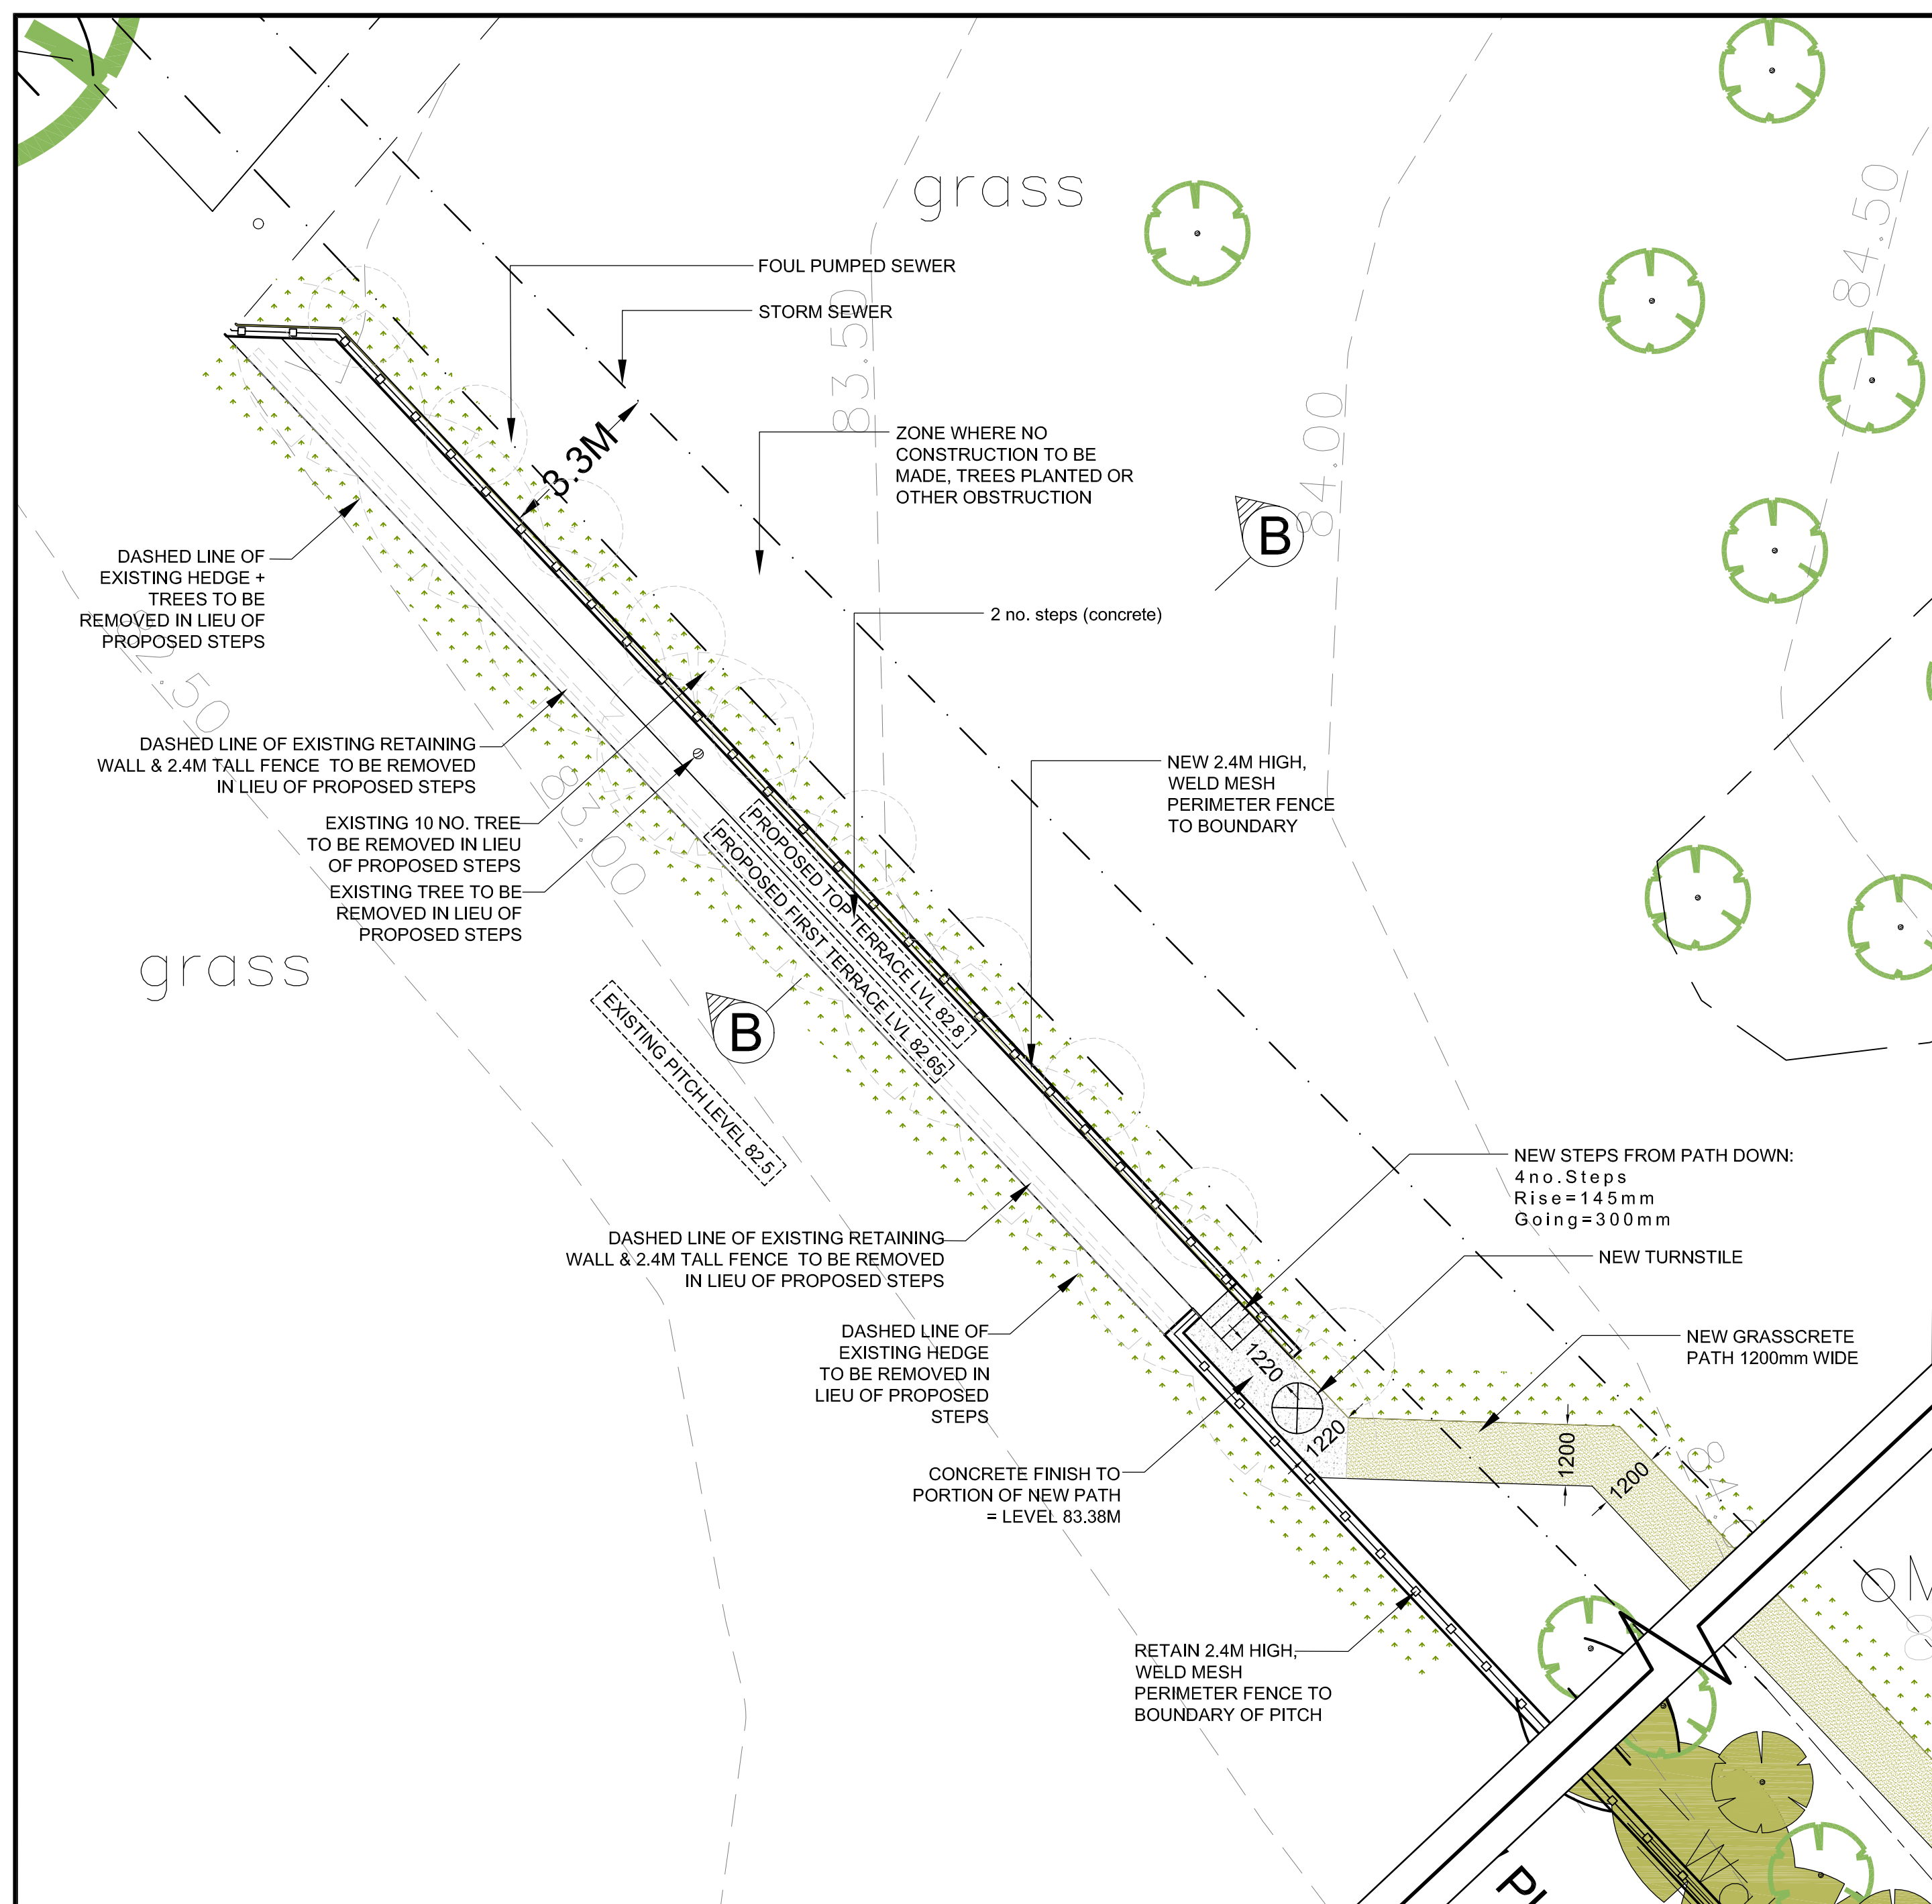 grass
84.50
FOUL PUMPED SEWER
STORM SEWER
83.50
84.00
3.3M
ZONE WHERE NO
CONSTRUCTION TO BE
MADE, TREES PLANTED OR
OTHER OBSTRUCTION
B
DASHED LINE OF
EXISTING HEDGE +
TREES TO BE
REMOVED IN LIEU OF
PROPOSED STEPS
2 no. steps (concrete)
DASHED LINE OF EXISTING RETAINING
WALL & 2.4M TALL FENCE TO BE REMOVED
IN LIEU OF PROPOSED STEPS
NEW 2.4M HIGH,
WELD MESH
PERIMETER FENCE
TO BOUNDARY
83.00
EXISTING 10 NO. TREE
TO BE REMOVED IN LIEU
OF PROPOSED STEPS
EXISTING TREE TO BE
REMOVED IN LIEU OF
PROPOSED STEPS
PROPOSED TOP TERRACE LVL 82.8
PROPOSED FIRST TERRACE LVL 82.65
grass
EXISTING PITCH LEVEL 82.5
B
NEW STEPS FROM PATH DOWN:
4no.Steps
Rise=145mm
Going=300mm
NEW TURNSTILE
DASHED LINE OF EXISTING RETAINING
WALL & 2.4M TALL FENCE TO BE REMOVED
IN LIEU OF PROPOSED STEPS
DASHED LINE OF
EXISTING HEDGE
TO BE REMOVED IN
LIEU OF PROPOSED
STEPS
NEW GRASSCRETE
PATH 1200mm WIDE
1220
1220
1200
1200
CONCRETE FINISH TO
PORTION OF NEW PATH
= LEVEL 83.38M
RETAIN 2.4M HIGH,
WELD MESH
PERIMETER FENCE TO
BOUNDARY OF PITCH